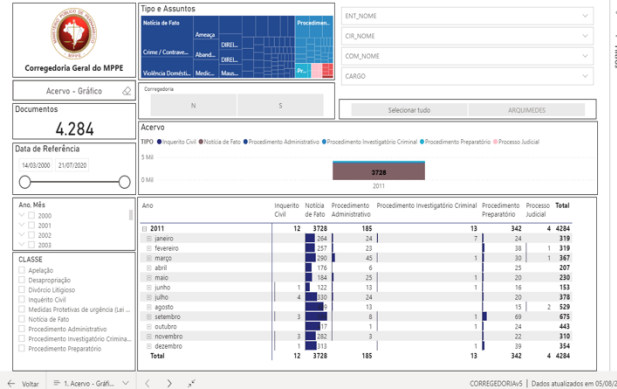 Corregedoria Geral do MPPE
Acervo - Gráfico
Documentos
4.284
Data de Referência
14/03/2000 21/07/2020
Ano, Mês
2000
2001
2002
2003
CLASSE
Apelação
Desapropriação
Divórcio Litigioso
Inquérito Civil
Medidas Protetivas de urgência (Lei ...
Notícia de Fato
Procedimento Administrativo
Procedimento Investigatório Crimina...
Procedimento Preparatório
Tipo e Assuntos
Notícia de Fato
Procedimen...
Ameaça
Crime / Contrave...
Aband...
DIREI...
DIREI...
Violência Domésti...
Medic...
Maus...
Pr...
Corregedoria
N S
ENT_NOME
CIR_NOME
COM_NOME
CARGO
Selecionar tudo ARQUIMEDES
Acervo
TIPO Inquerito Civil Notícia de Fato Procedimento Administrativo Procedimento Investigatório Criminal Procedimento Preparatório Processo Judicial
0 Mil
3728
2011
Ano Inquerito Civil Notícia de Fato Procedimento Administrativo Procedimento Investigatório Criminal Procedimento Preparatório Processo Judicial Total
2011 12 3728 185 13 342 4 4284
janeiro 264 24 7 24 319
fevereiro 257 23 38 1 319
março 290 45 1 30 1 367
abril 176 6 25 207
maio 184 25 1 20 230
junho 1 122 13 1 16 153
julho 4 330 24 20 378
agosto 13 15 2 529
setembro 3 8 1 69 675
outubro 1 1 24 443
novembro 3 282 3 22 310
dezembro 1 313 1 39 354
Total 12 3728 185 13 342 4 4284
Voltar 1. Acervo - Gráfi...
CORREGEDORIAv5 | Dados atualizados em 05/08/2